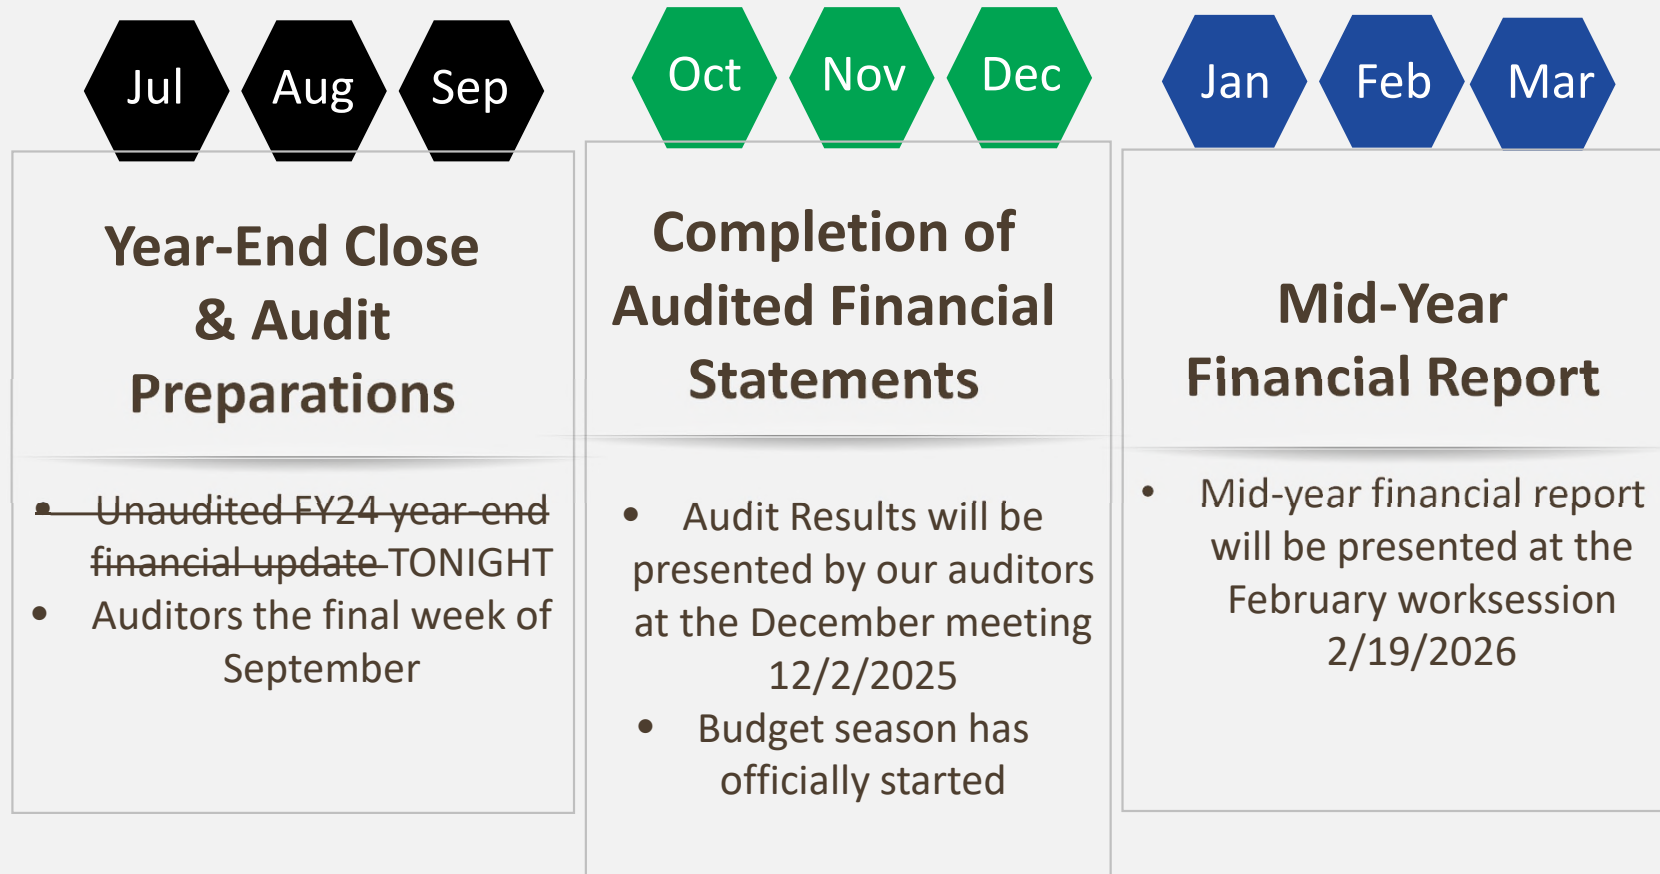 Jul Aug Sep
Year-End Close
& Audit
Preparations
• Unaudited FY24 year-end
financial update TONIGHT
• Auditors the final week of
September
Oct Nov Dec
Completion of
Audited Financial
Statements
• Audit Results will be
presented by our auditors
at the December meeting
12/2/2025
• Budget season has
officially started
Jan Feb Mar
Mid-Year
Financial Report
• Mid-year financial report
will be presented at the
February worksession
2/19/2026